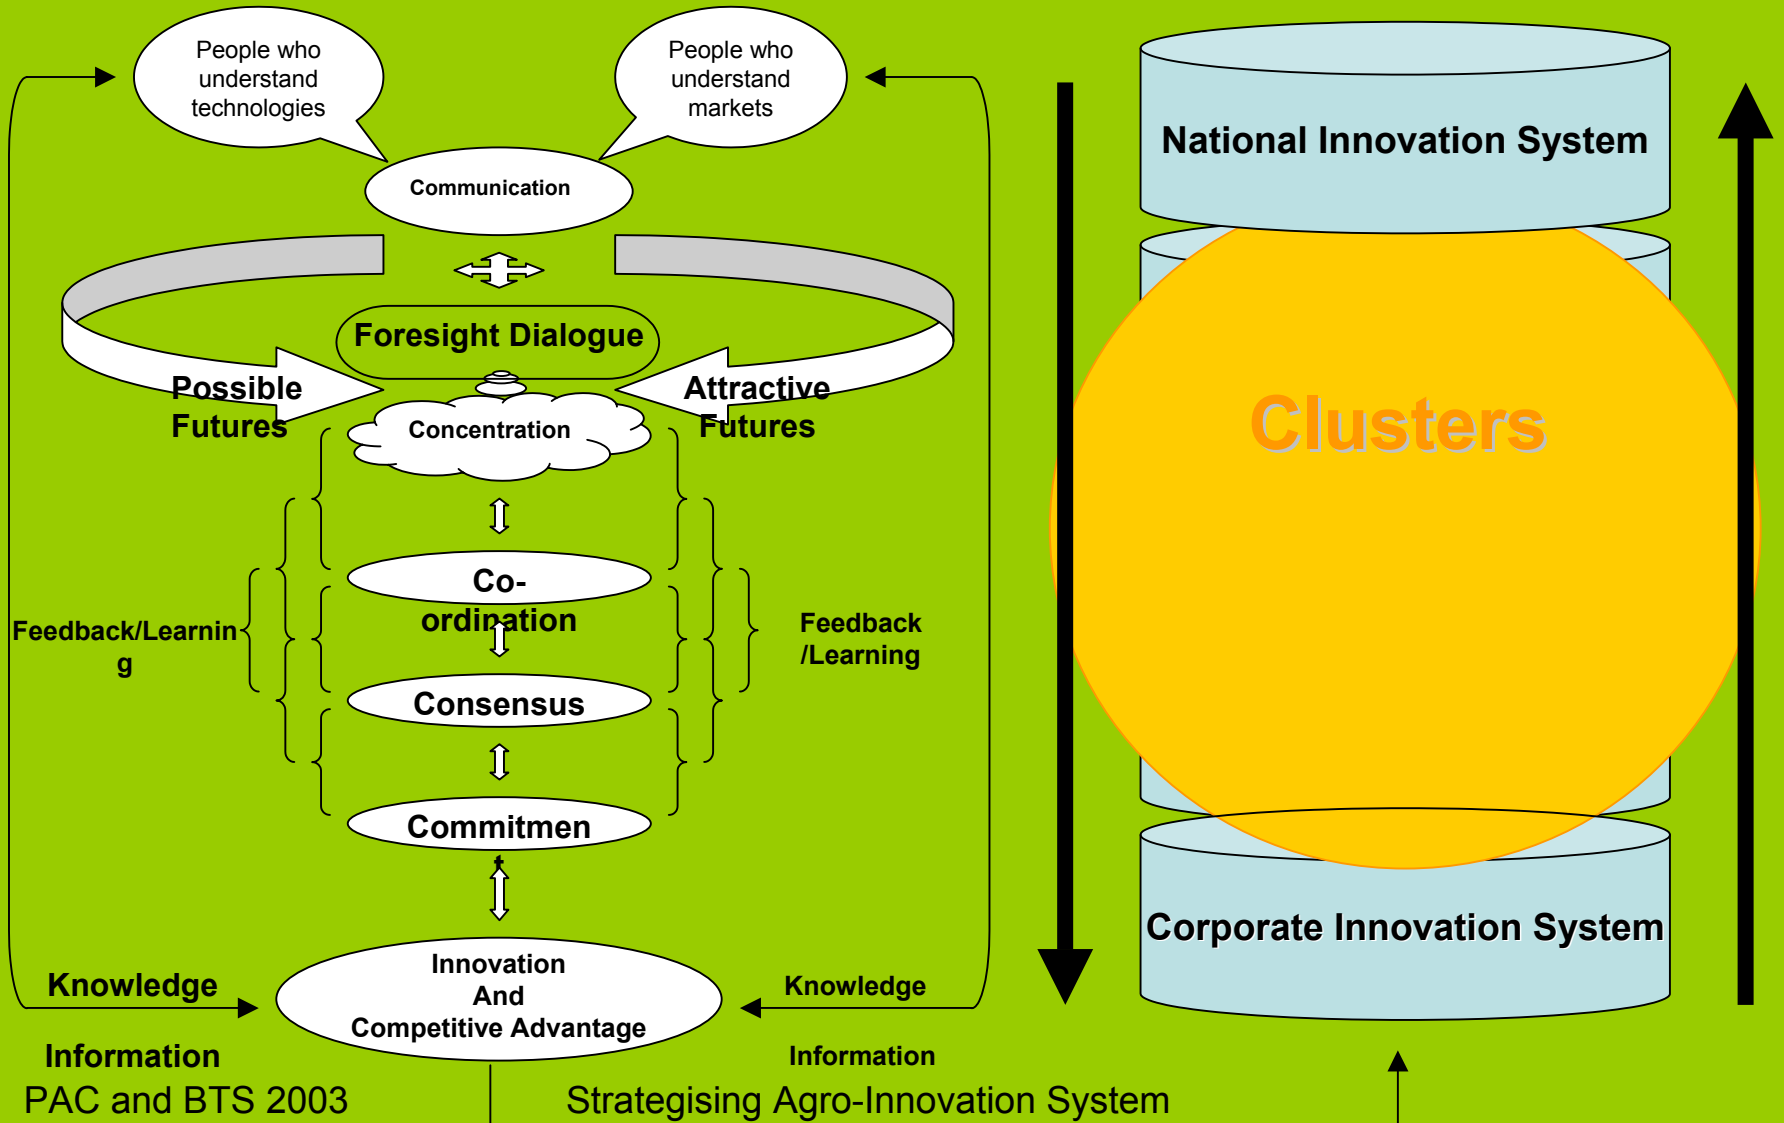 People who
understand
technologies
People who
understand
markets
Communication
Foresight Dialogue
Possible
Futures
Attractive
Futures
Concentration
Co-
ordination
Feedback/Learnin
g
Feedback
/Learning
Consensus
Commitmen
t
Innovation
And
Competitive Advantage
Knowledge
Information
Knowledge
Information
National Innovation System
Clusters
Corporate Innovation System
PAC and BTS 2003
Strategising Agro-Innovation System